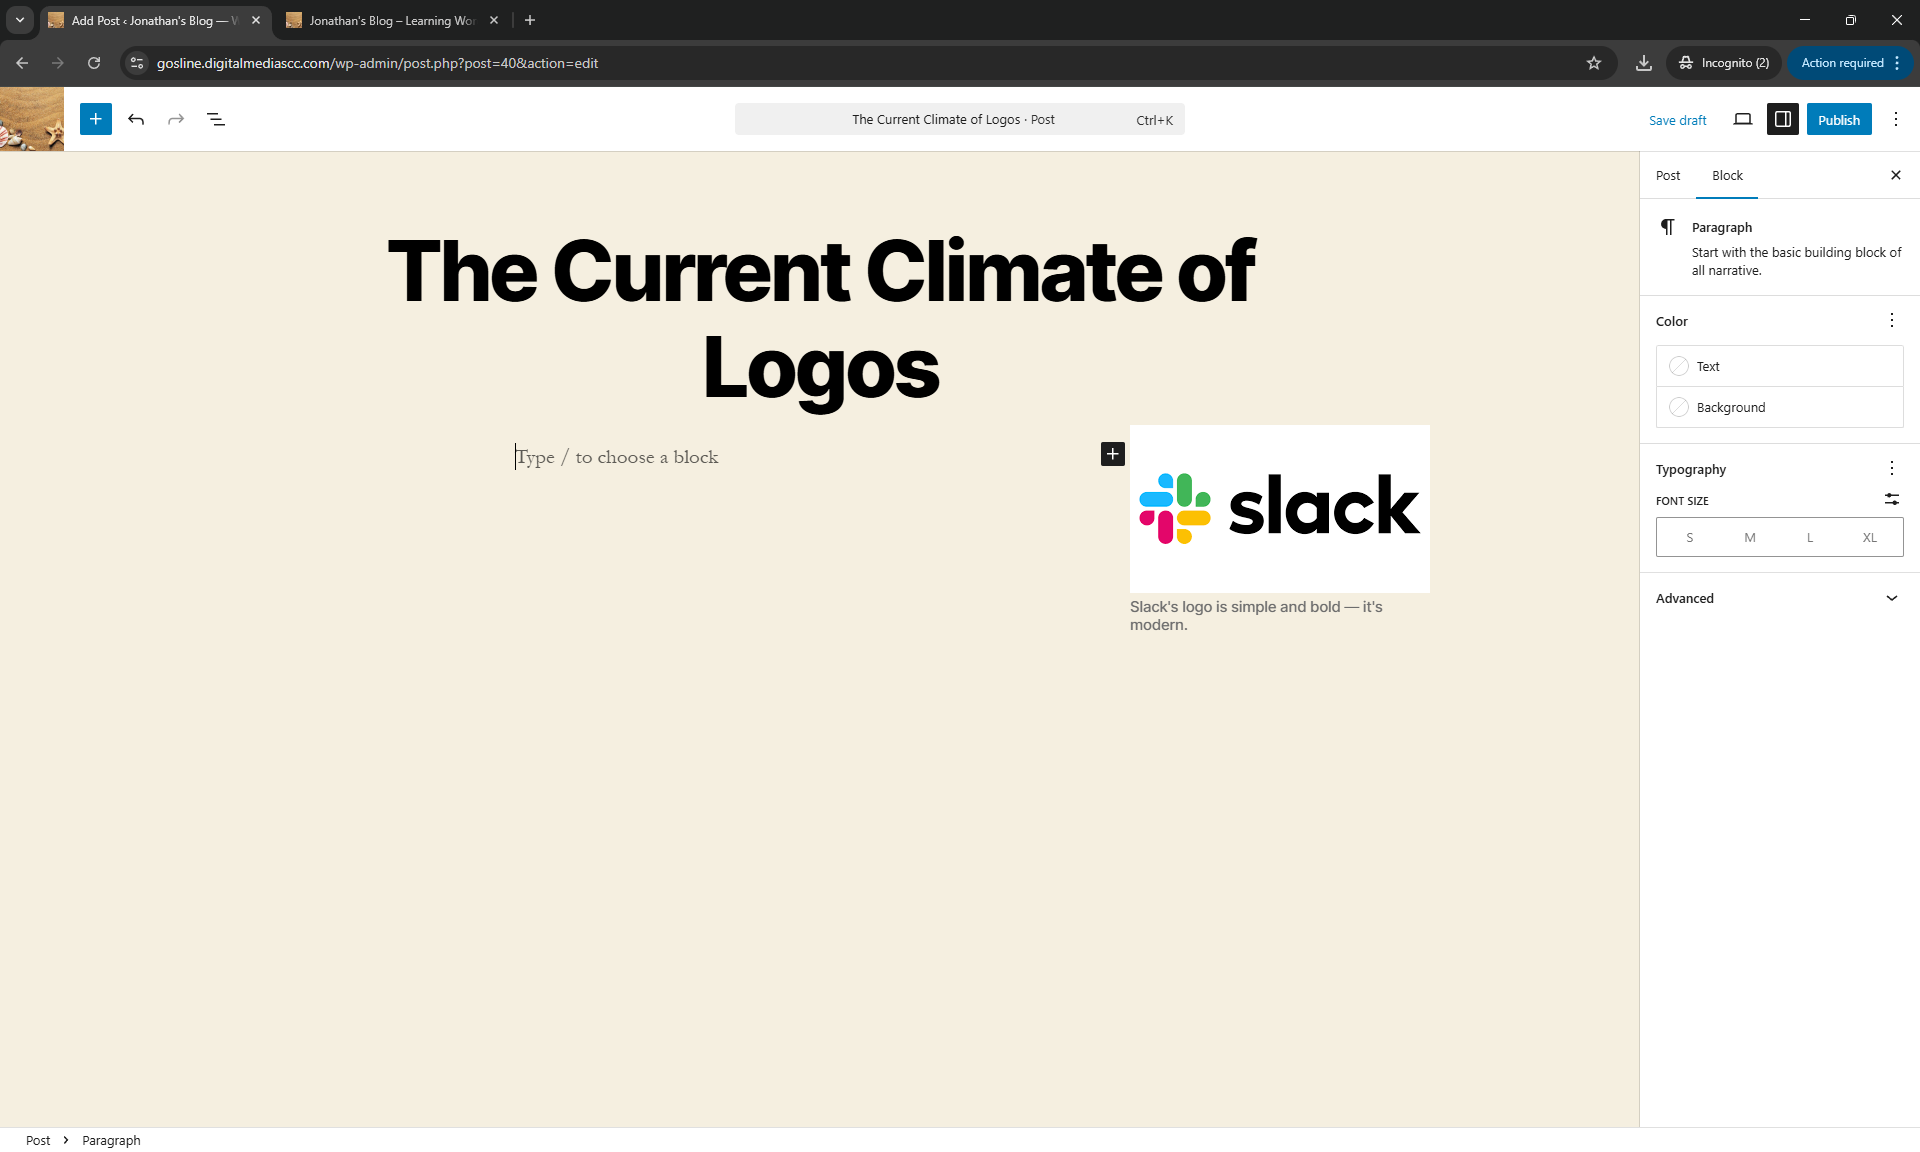 Add Post ‹ Jonathan's Blog —
Jonathan's Blog – Learning Wo
gosline.digitalmediascc.com/wp-admin/post.php?post=40&action=edit
Incognito (2)
Action required
The Current Climate of Logos · Post
Ctrl+K
Save draft
Publish
The Current Climate of
Logos
Type / to choose a block
slack
Slack's logo is simple and bold — it's
modern.
Post
Block
Paragraph
Start with the basic building block of
all narrative.
Color
Text
Background
Typography
FONT SIZE
S M L XL
Advanced
Post › Paragraph